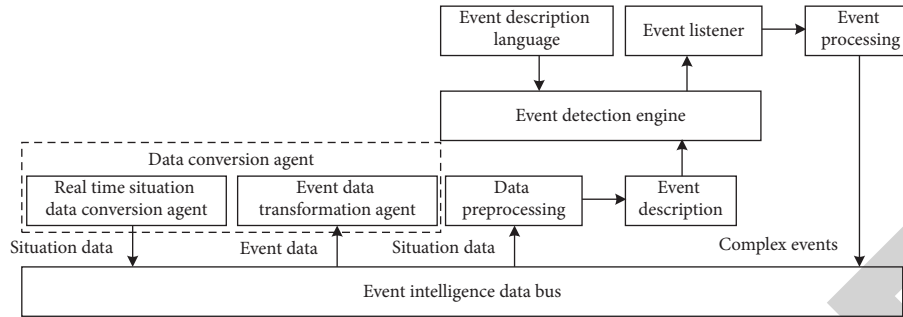 Event description
language
Event listener
Event
processing
Event detection engine
Data conversion agent
Real time situation
data conversion agent
Event data
transformation agent
Data
preprocessing
Event
description
Situation data
Event data
Situation data
Complex events
Event intelligence data bus